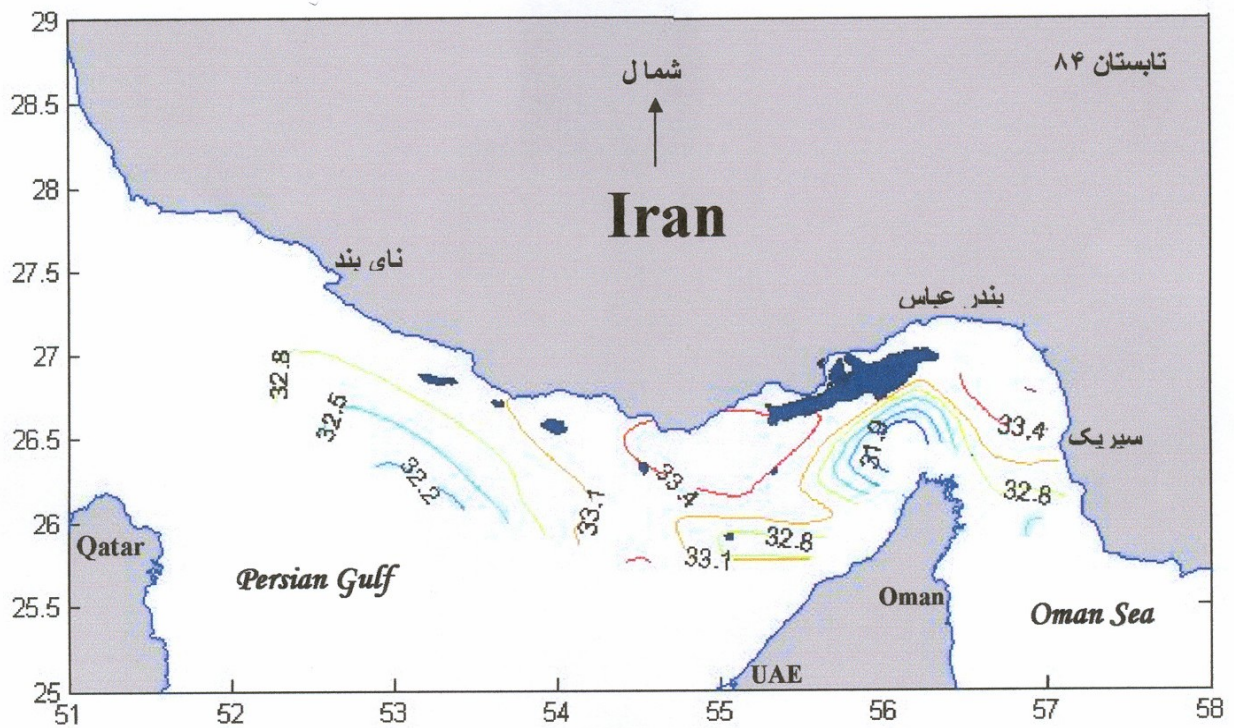 29
28.5
28
27.5
27
26.5
26
25.5
25
تابستان ۸۴
شمال
Iran
نای بند
بندر عباس
سیریک
32.8
32.5
32.2
33.1
33.4
33.1
32.8
31.9
33.4
32.8
Qatar
Persian Gulf
Oman
Oman Sea
UAE
51
52
53
54
55
56
57
58